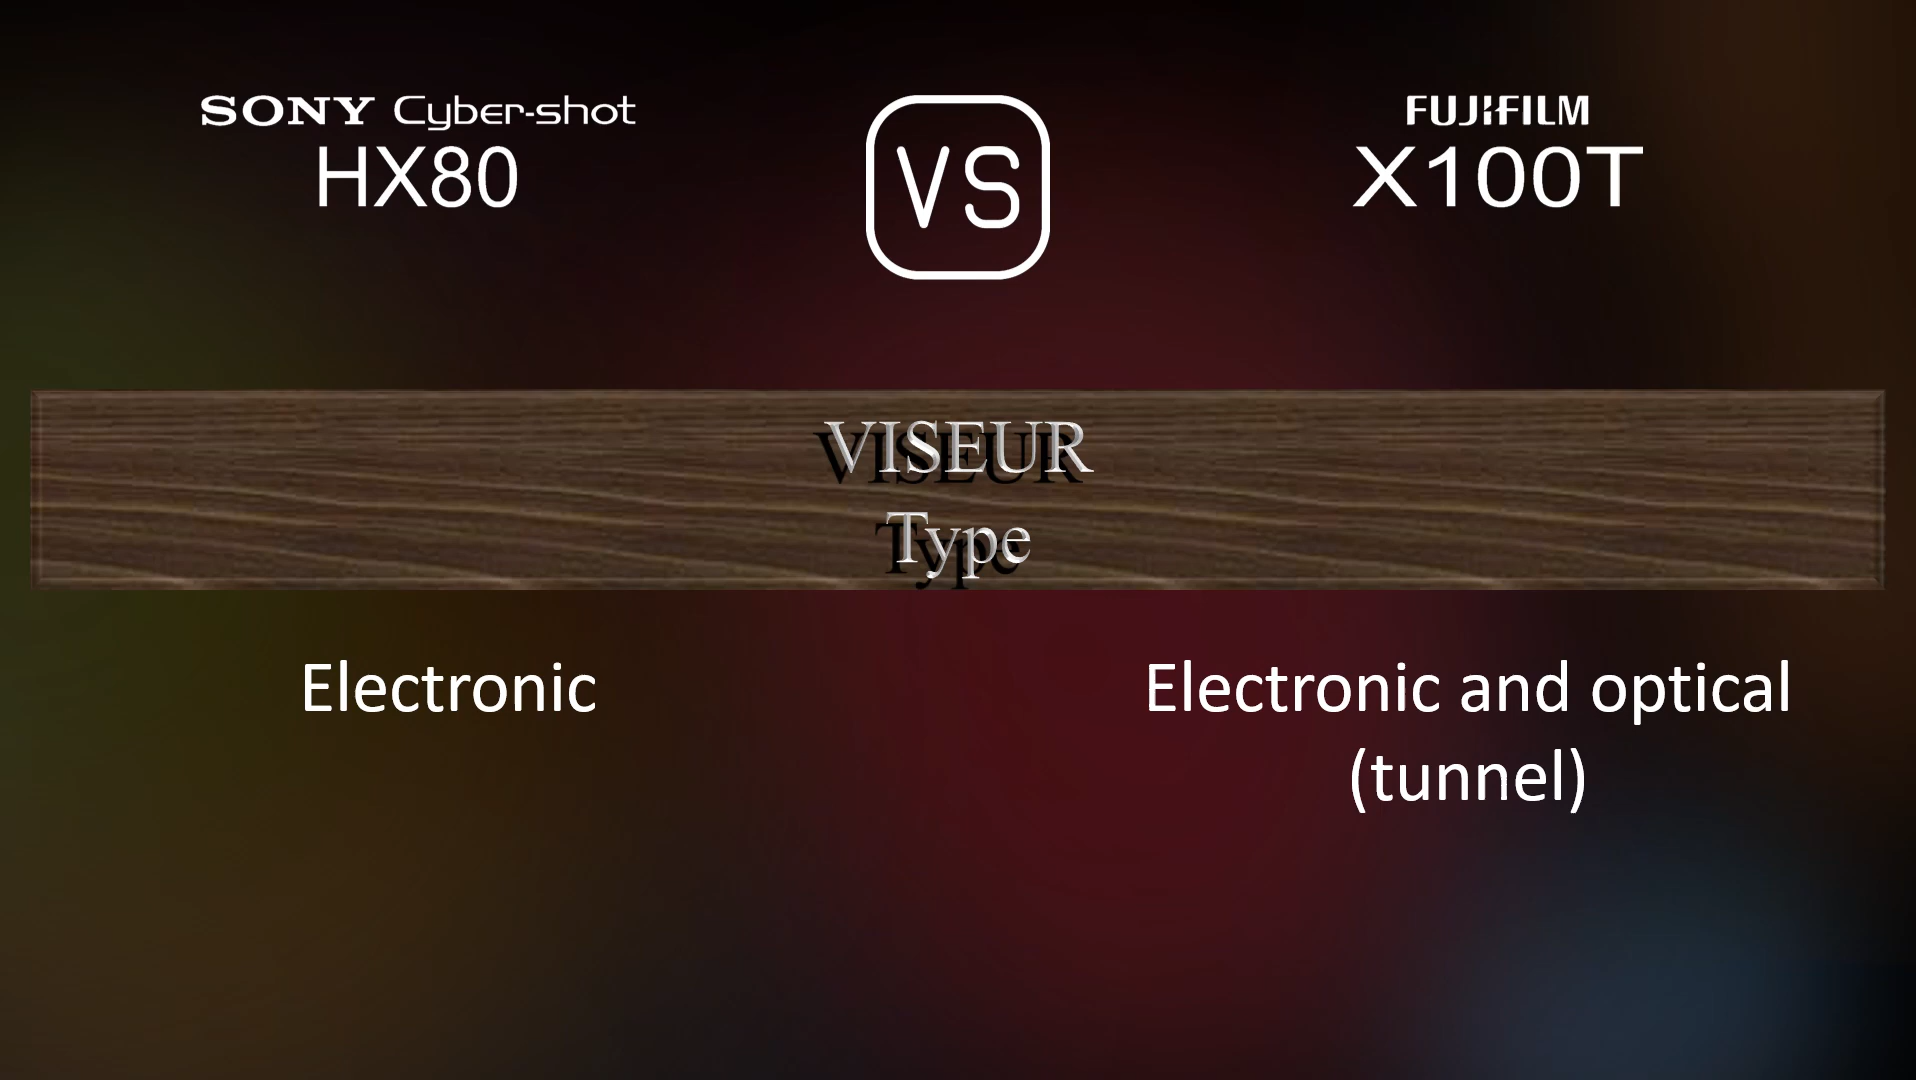 SONY Cyber-shot
HX80
VS
FUJIFILM
X100T
VISEUR
Type
Electronic
Electronic and optical
(tunnel)